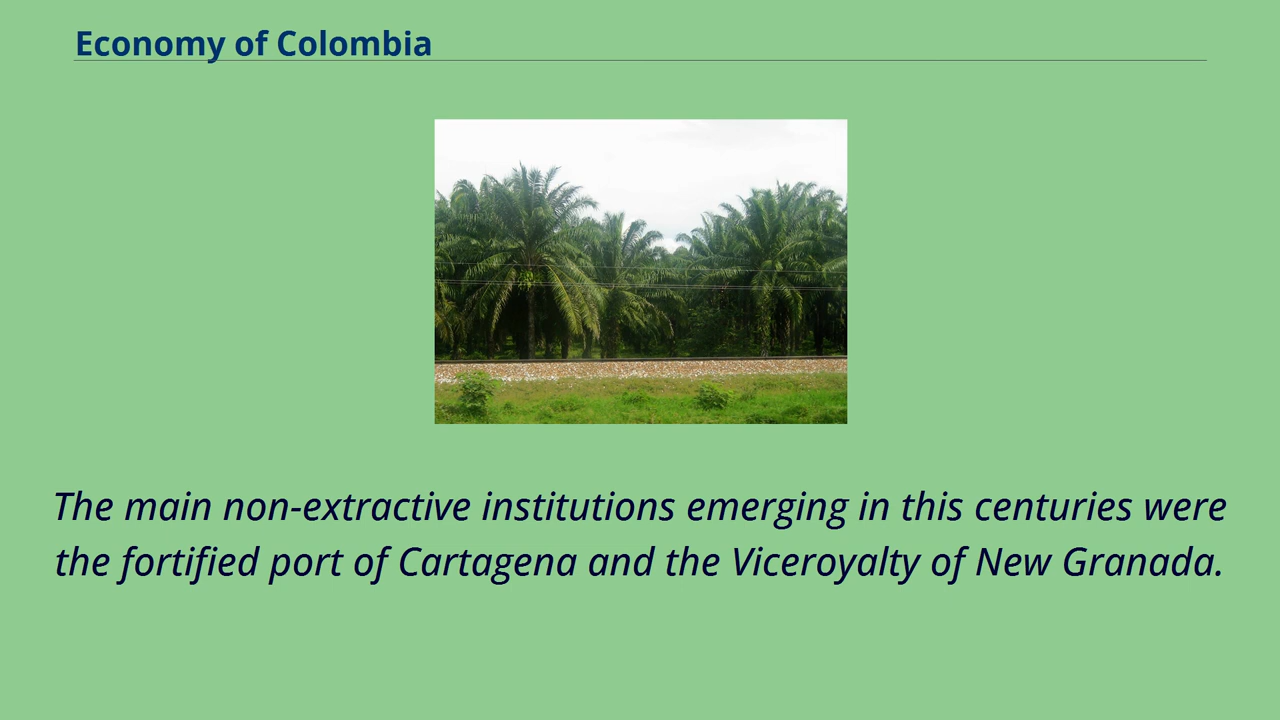 Economy of Colombia
The main non-extractive institutions emerging in this centuries were
the fortified port of Cartagena and the Viceroyalty of New Granada.